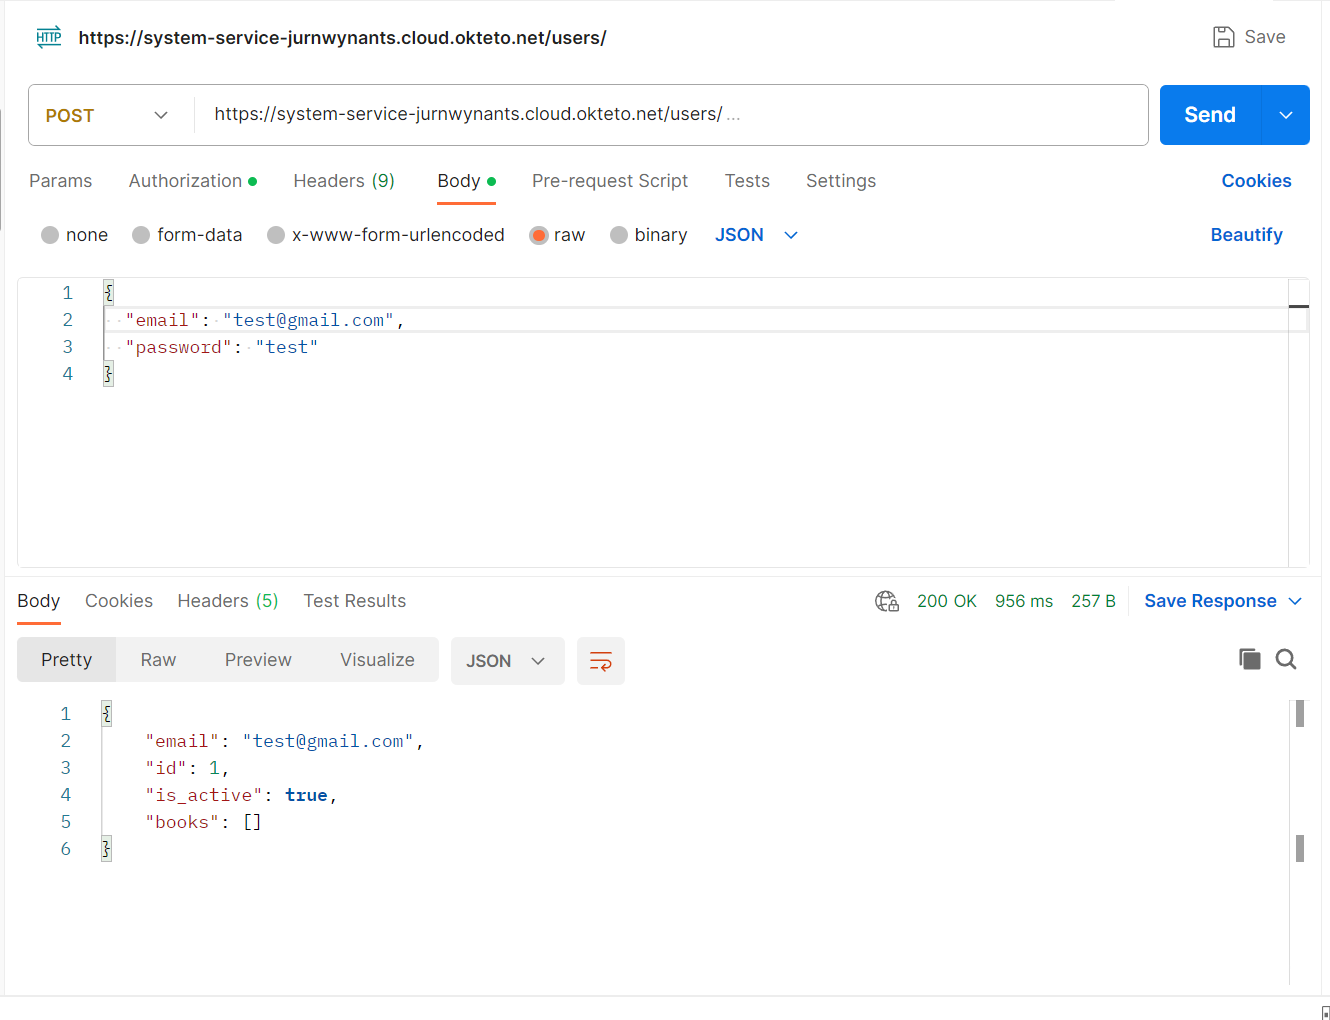 HTTP https://system-service-jurnwynants.cloud.okteto.net/users/ Save
POST https://system-service-jurnwynants.cloud.okteto.net/users/ ... Send
Params Authorization Headers (9) Body Pre-request Script Tests Settings Cookies
none form-data x-www-form-urlencoded raw binary JSON Beautify
1 {
2 "email": "test@gmail.com",
3 "password": "test"
4 }
Body Cookies Headers (5) Test Results 200 OK 956 ms 257 B Save Response
Pretty Raw Preview Visualize JSON
1 {
2 "email": "test@gmail.com",
3 "id": 1,
4 "is_active": true,
5 "books": []
6 }